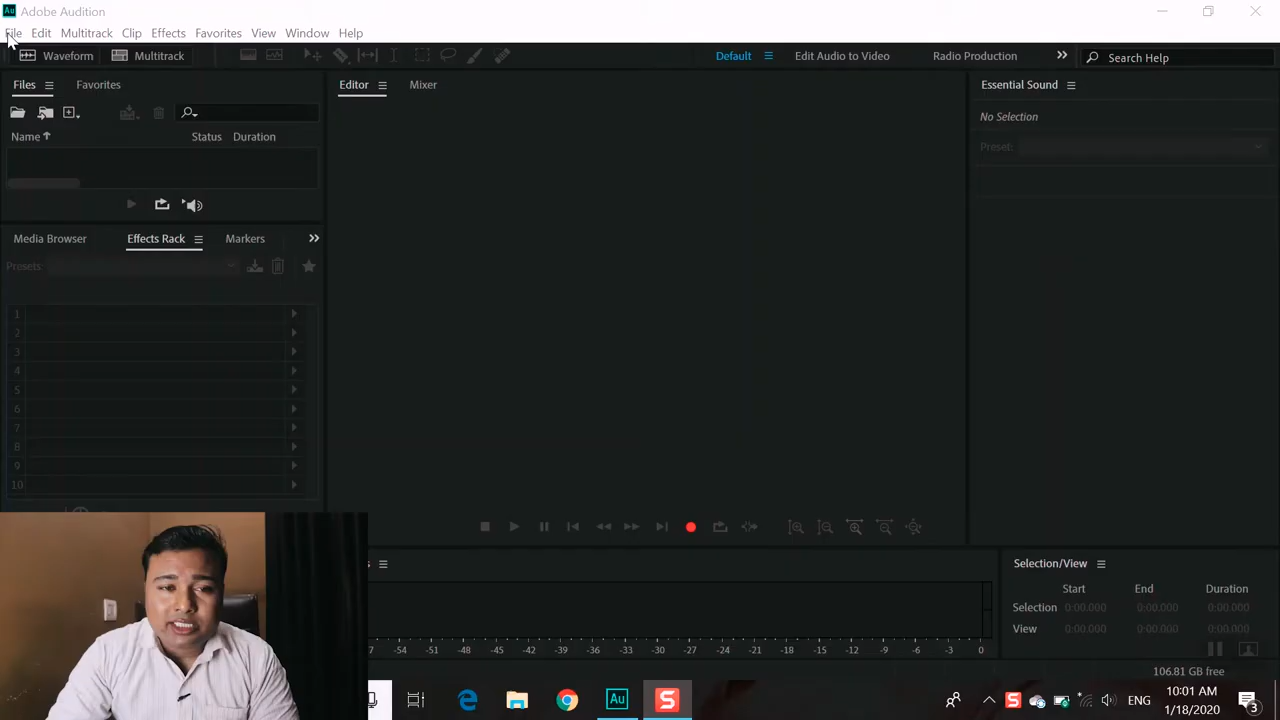 Au Adobe Audition
File Edit Multitrack Clip Effects Favorites View Window Help
Waveform Multitrack Default Edit Audio to Video Radio Production Search Help
Files Favorites Editor Mixer Essential Sound
No Selection
Name Status Duration
Preset:
Media Browser Effects Rack Markers
Presets:
1
2
3
4
5
6
7
8
9
10
s
Selection/View
Start End Duration
Selection 0:00.000 0:00.000 0:00.000
View 0:00.000 0:00.000 0:00.000
-54 -51 -48 -45 -42 -39 -36 -33 -30 -27 -24 -21 -18 -15 -12 -9 -6 -3 0
106.81 GB free
Au S S ENG 10:01 AM
1/18/2020 3